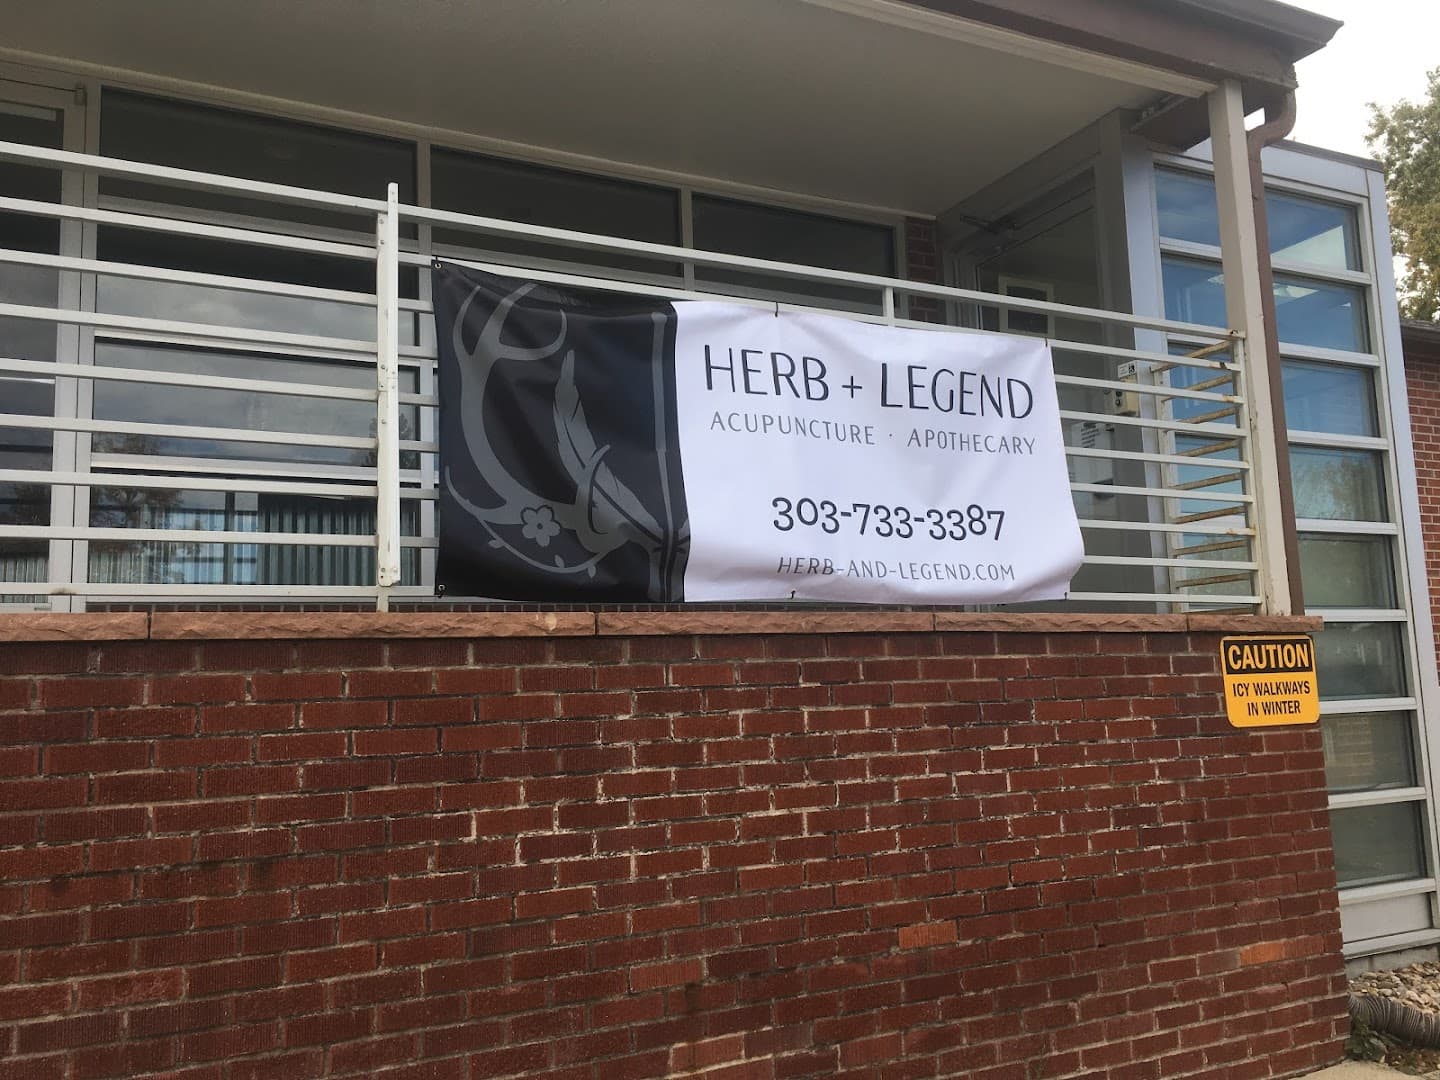 HERB + LEGEND
ACUPUNCTURE · APOTHECARY
303-733-3387
HERB-AND-LEGEND.COM
CAUTION
ICY WALKWAYS
IN WINTER